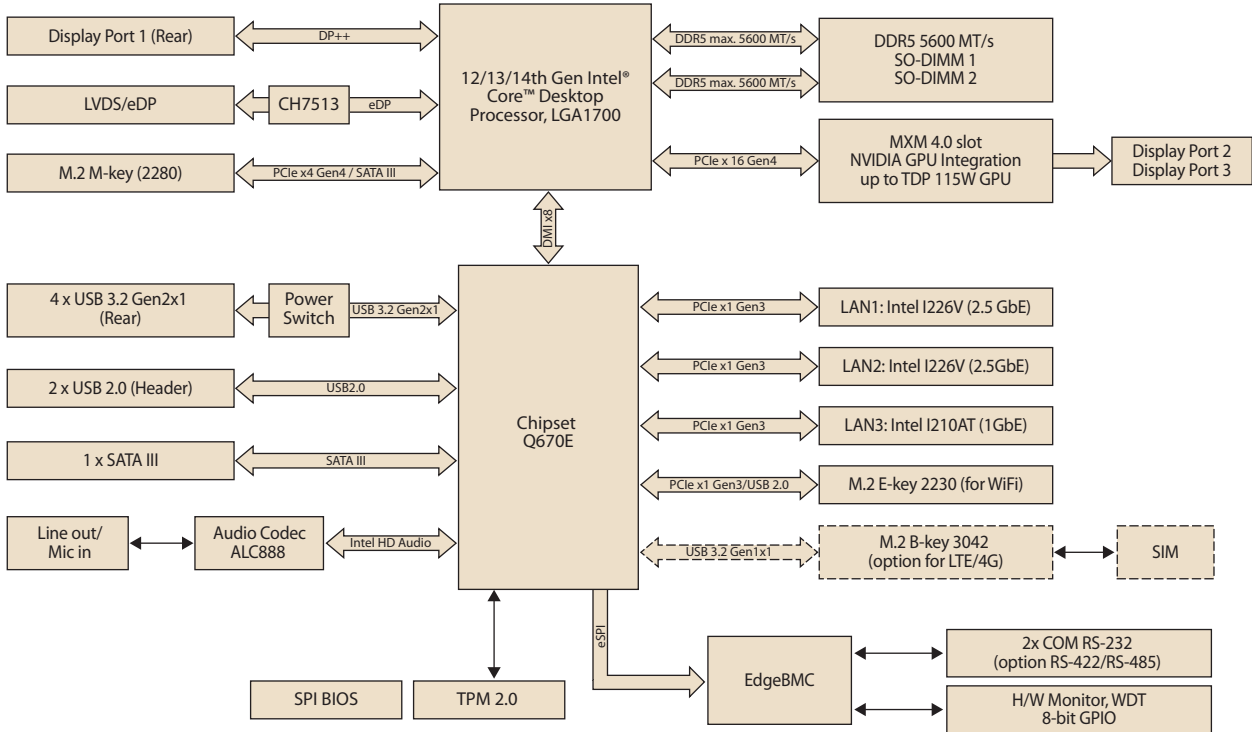 Display Port 1 (Rear)
DP++
LVDS/eDP
CH7513
eDP
M.2 M-key (2280)
PCIe x4 Gen4 / SATA III
12/13/14th Gen Intel®
Core™ Desktop
Processor, LGA1700
DDR5 max. 5600 MT/s
DDR5 max. 5600 MT/s
DDR5 5600 MT/s
SO-DIMM 1
SO-DIMM 2
PCIe x 16 Gen4
MXM 4.0 slot
NVIDIA GPU Integration
up to TDP 115W GPU
Display Port 2
Display Port 3
DMI x8
4 x USB 3.2 Gen2x1
(Rear)
Power
Switch
USB 3.2 Gen2x1
2 x USB 2.0 (Header)
USB2.0
1 x SATA III
SATA III
Line out/
Mic in
Audio Codec
ALC888
Intel HD Audio
Chipset
Q670E
PCIe x1 Gen3
LAN1: Intel I226V (2.5 GbE)
PCIe x1 Gen3
LAN2: Intel I226V (2.5GbE)
PCIe x1 Gen3
LAN3: Intel I210AT (1GbE)
PCIe x1 Gen3/USB 2.0
M.2 E-key 2230 (for WiFi)
USB 3.2 Gen1x1
M.2 B-key 3042
(option for LTE/4G)
SIM
eSPI
SPI BIOS
TPM 2.0
EdgeBMC
2x COM RS-232
(option RS-422/RS-485)
H/W Monitor, WDT
8-bit GPIO